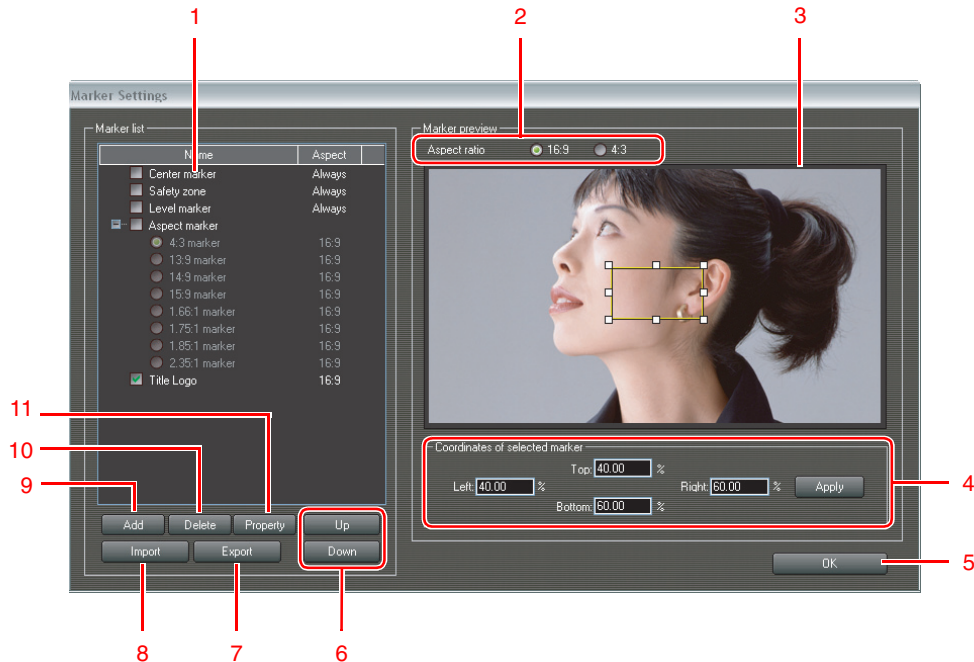 1
2
3
Marker Settings
Marker list
Name Aspect
Center marker Always
Safety zone Always
Level marker Always
Aspect marker
4:3 marker 16:9
13:9 marker 16:9
14:9 marker 16:9
15:9 marker 16:9
1.66:1 marker 16:9
1.75:1 marker 16:9
1.85:1 marker 16:9
2.35:1 marker 16:9
Title Logo 16:9
Marker preview
Aspect ratio 16:9 4:3
11
10
9
Coordinates of selected marker
Top: 40.00 %
Left: 40.00 %
Right: 60.00 %
Apply
Bottom: 60.00 %
4
Add Delete Property Up
Import Export Down
OK
5
8
7
6